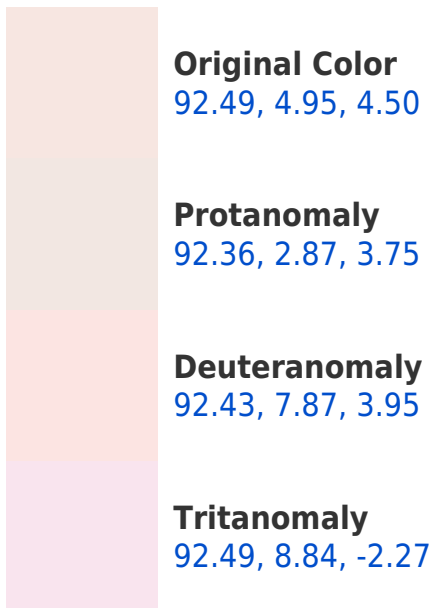 Original Color
92.49, 4.95, 4.50
Protanomaly
92.36, 2.87, 3.75
Deuteranomaly
92.43, 7.87, 3.95
Tritanomaly
92.49, 8.84, -2.27